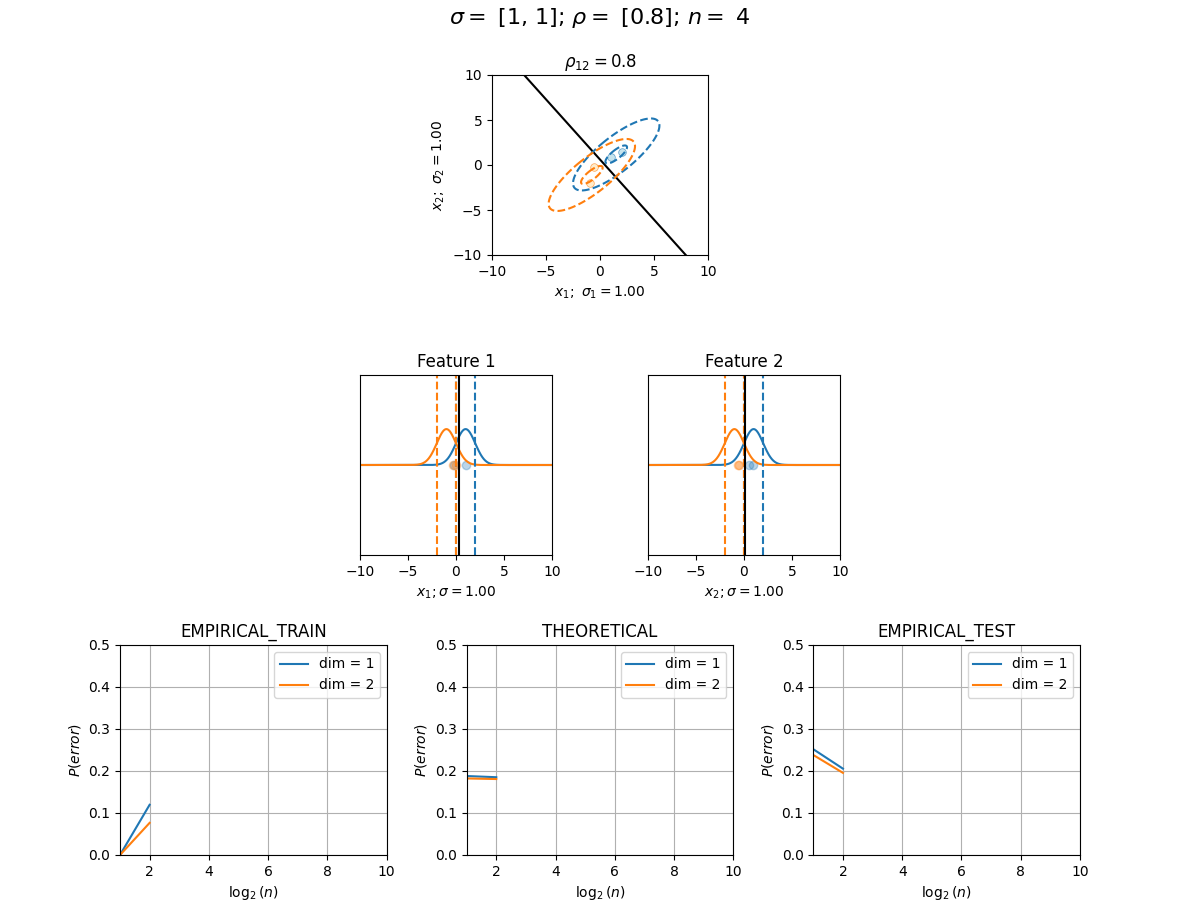 σ = [1, 1]; ρ = [0.8]; n = 4
ρ₁₂ = 0.8
10
5
0
−5
−10
x₂; σ₂ = 1.00
−10 −5 0 5 10
x₁; σ₁ = 1.00
Feature 1
−10 −5 0 5 10
x₁; σ = 1.00
Feature 2
−10 −5 0 5 10
x₂; σ = 1.00
EMPIRICAL_TRAIN
dim = 1
dim = 2
0.5
0.4
0.3
0.2
0.1
0.0
P(error)
2 4 6 8 10
log₂(n)
THEORETICAL
dim = 1
dim = 2
0.5
0.4
0.3
0.2
0.1
0.0
P(error)
2 4 6 8 10
log₂(n)
EMPIRICAL_TEST
dim = 1
dim = 2
0.5
0.4
0.3
0.2
0.1
0.0
P(error)
2 4 6 8 10
log₂(n)